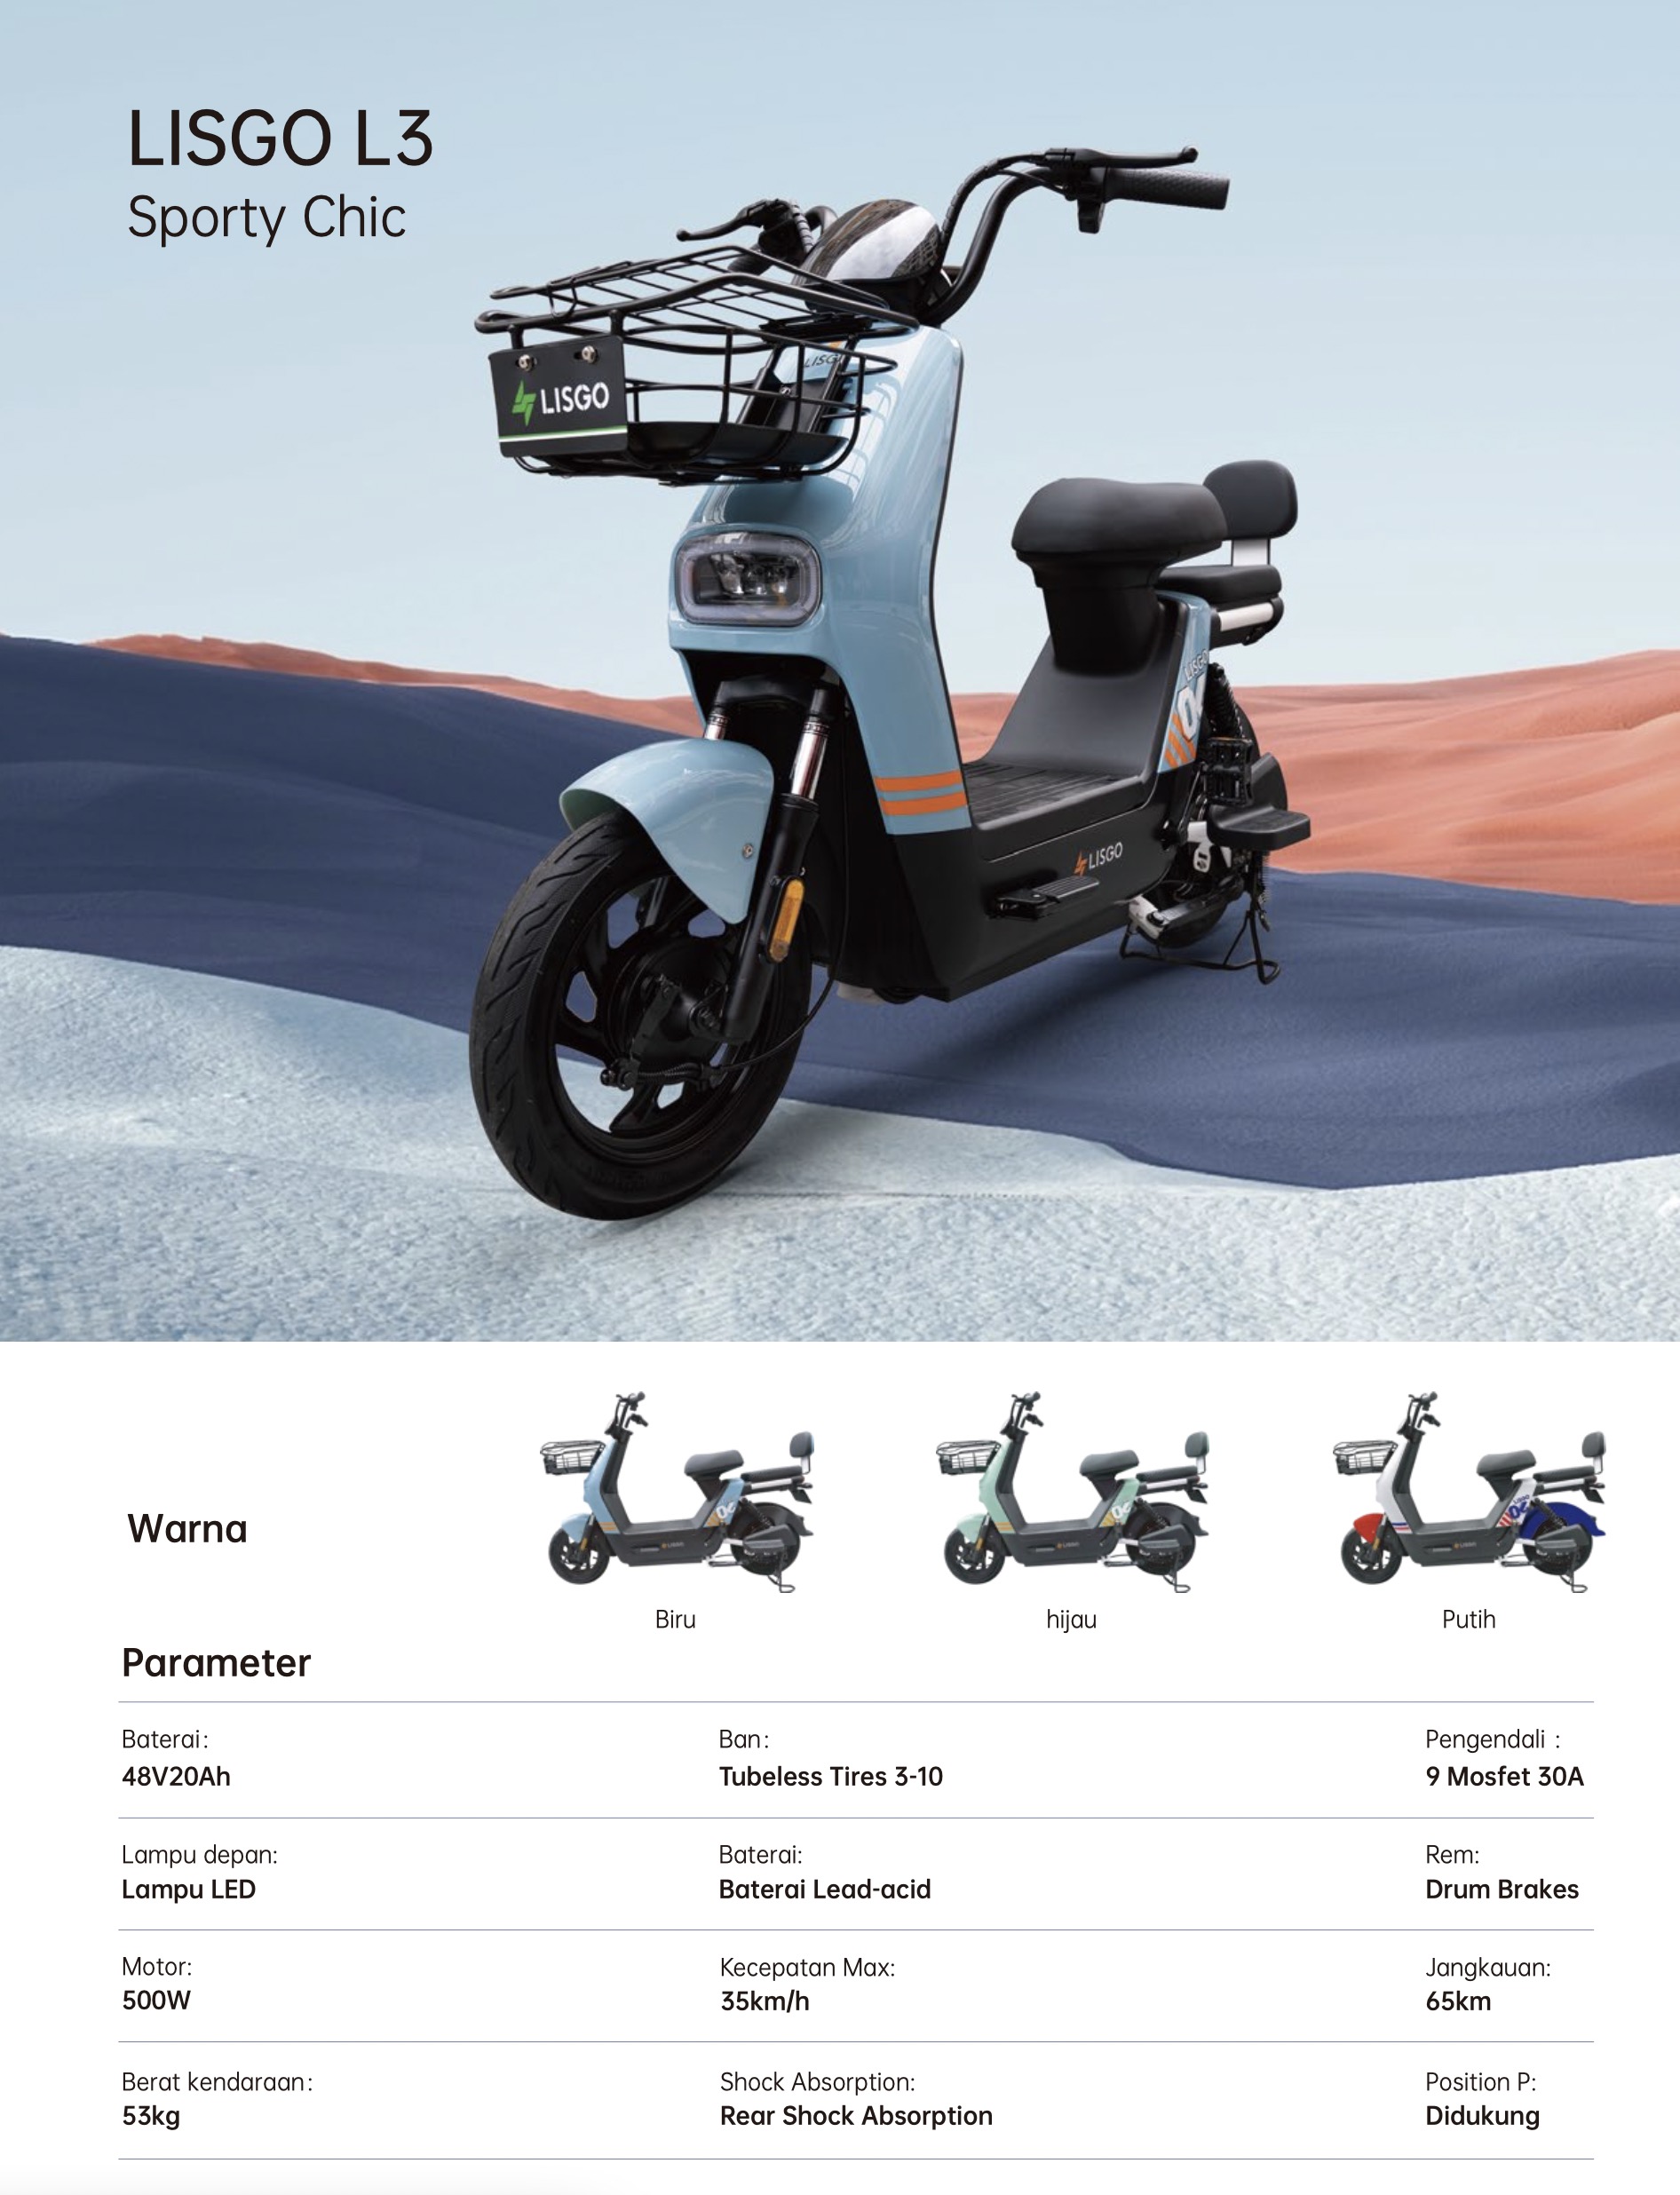 LISGO L3
Sporty Chic
LISGO
LISGO
LISGO
Warna
Biru
hijau
Putih
Parameter
Baterai:
48V20Ah
Ban:
Tubeless Tires 3-10
Pengendali :
9 Mosfet 30A
Lampu depan:
Lampu LED
Baterai:
Baterai Lead-acid
Rem:
Drum Brakes
Motor:
500W
Kecepatan Max:
35km/h
Jangkauan:
65km
Berat kendaraan:
53kg
Shock Absorption:
Rear Shock Absorption
Position P:
Didukung